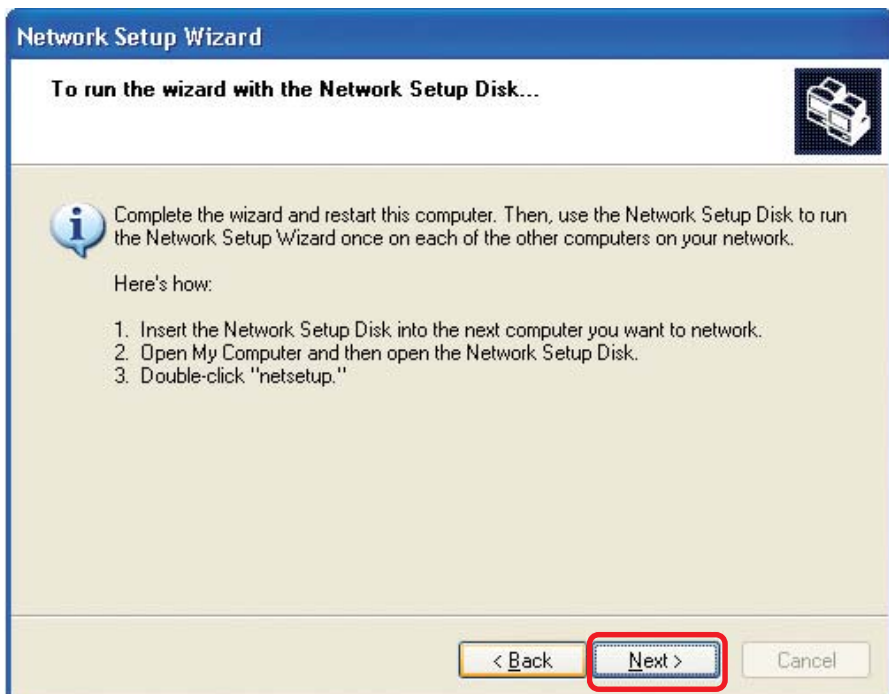 Network Setup Wizard
To run the wizard with the Network Setup Disk...
Complete the wizard and restart this computer. Then, use the Network Setup Disk to run
the Network Setup Wizard once on each of the other computers on your network.
Here's how:
1. Insert the Network Setup Disk into the next computer you want to network.
2. Open My Computer and then open the Network Setup Disk.
3. Double-click "netsetup."
< Back
Next >
Cancel